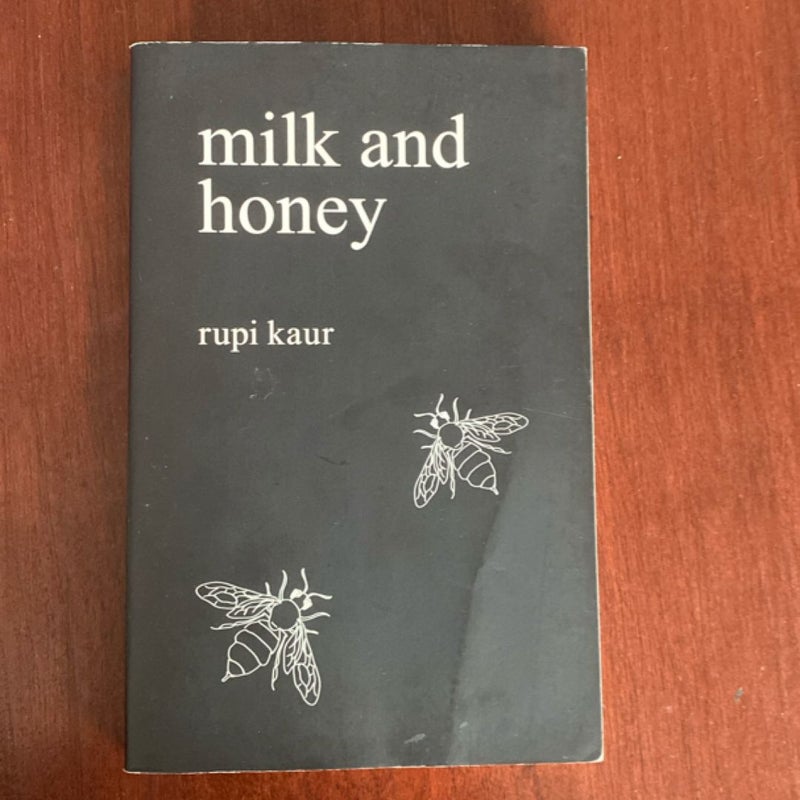 milk and
honey
rupi kaur